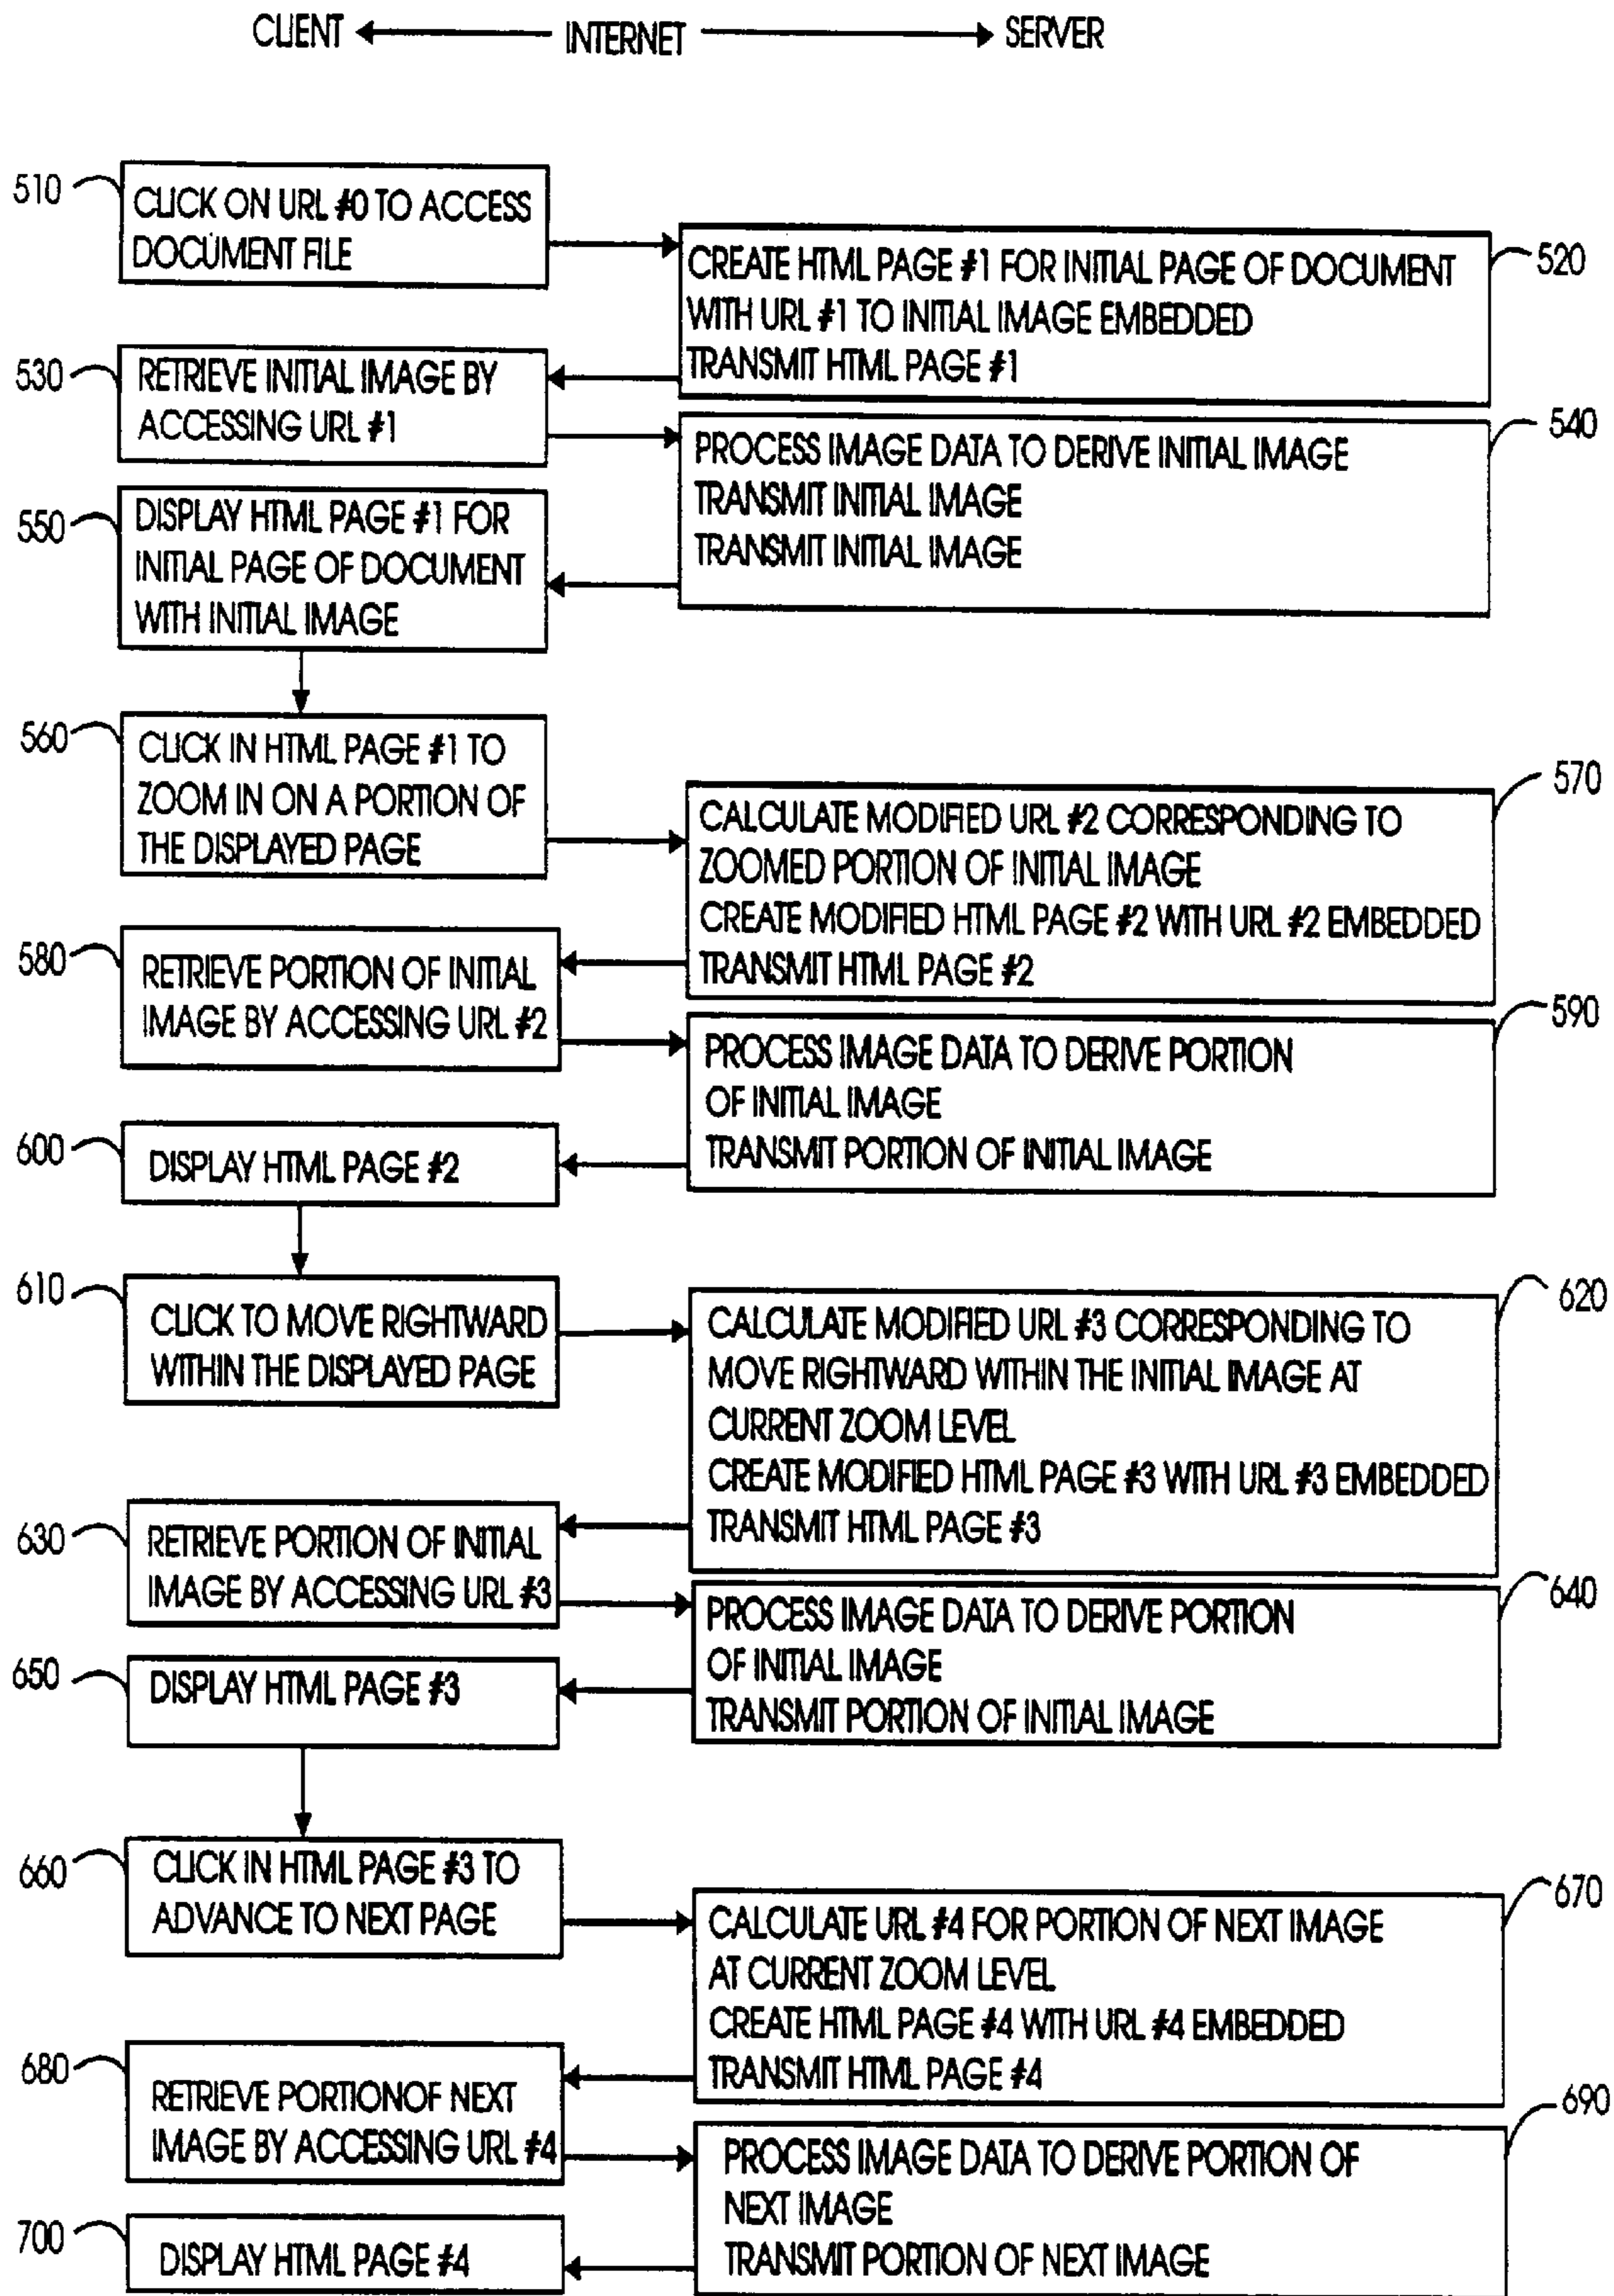 CLIENT INTERNET SERVER
510
CLICK ON URL #0 TO ACCESS
DOCUMENT FILE
520
CREATE HTML PAGE #1 FOR INITIAL PAGE OF DOCUMENT
WITH URL #1 TO INITIAL IMAGE EMBEDDED
TRANSMIT HTML PAGE #1
530
RETRIEVE INITIAL IMAGE BY
ACCESSING URL #1
540
PROCESS IMAGE DATA TO DERIVE INITIAL IMAGE
TRANSMIT INITIAL IMAGE
TRANSMIT INITIAL IMAGE
550
DISPLAY HTML PAGE #1 FOR
INITIAL PAGE OF DOCUMENT
WITH INITIAL IMAGE
560
CLICK IN HTML PAGE #1 TO
ZOOM IN ON A PORTION OF
THE DISPLAYED PAGE
570
CALCULATE MODIFIED URL #2 CORRESPONDING TO
ZOOMED PORTION OF INITIAL IMAGE
CREATE MODIFIED HTML PAGE #2 WITH URL #2 EMBEDDED
TRANSMIT HTML PAGE #2
580
RETRIEVE PORTION OF INITIAL
IMAGE BY ACCESSING URL #2
590
PROCESS IMAGE DATA TO DERIVE PORTION
OF INITIAL IMAGE
TRANSMIT PORTION OF INITIAL IMAGE
600
DISPLAY HTML PAGE #2
610
CLICK TO MOVE RIGHTWARD
WITHIN THE DISPLAYED PAGE
620
CALCULATE MODIFIED URL #3 CORRESPONDING TO
MOVE RIGHTWARD WITHIN THE INITIAL IMAGE AT
CURRENT ZOOM LEVEL
CREATE MODIFIED HTML PAGE #3 WITH URL #3 EMBEDDED
TRANSMIT HTML PAGE #3
630
RETRIEVE PORTION OF INITIAL
IMAGE BY ACCESSING URL #3
640
PROCESS IMAGE DATA TO DERIVE PORTION
OF INITIAL IMAGE
TRANSMIT PORTION OF INITIAL IMAGE
650
DISPLAY HTML PAGE #3
660
CLICK IN HTML PAGE #3 TO
ADVANCE TO NEXT PAGE
670
CALCULATE URL #4 FOR PORTION OF NEXT IMAGE
AT CURRENT ZOOM LEVEL
CREATE HTML PAGE #4 WITH URL #4 EMBEDDED
TRANSMIT HTML PAGE #4
680
RETRIEVE PORTIONOF NEXT
IMAGE BY ACCESSING URL #4
690
PROCESS IMAGE DATA TO DERIVE PORTION OF
NEXT IMAGE
TRANSMIT PORTION OF NEXT IMAGE
700
DISPLAY HTML PAGE #4